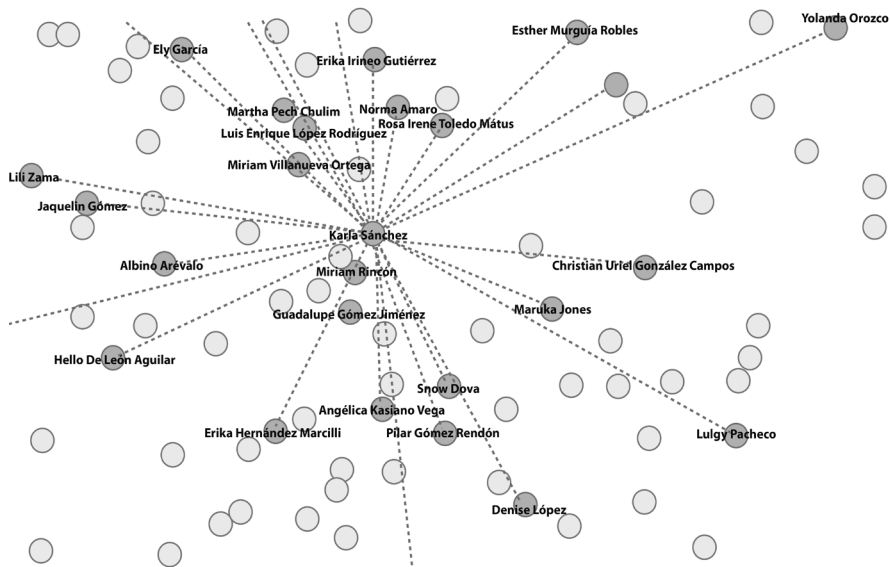 Yolanda Orozco
Esther Murguía Robles
Ely García
Erika Irineo Gutiérrez
Martha Pech Chulim
Norma Amaro
Rosa Irene Toledo Mátus
Luis Enrique López Rodríguez
Miriam Villanueva Ortega
Lili Zama
Jaquelin Gómez
Karla Sánchez
Albino Arévalo
Miriam Rincón
Christian Uriel González Campos
Maruka Jones
Guadalupe Gómez Jiménez
Hello De León Aguilar
Snow Dova
Angélica Kasiano Vega
Erika Hernández Marcilli
Pilar Gómez Rendón
Lulgy Pacheco
Denise López